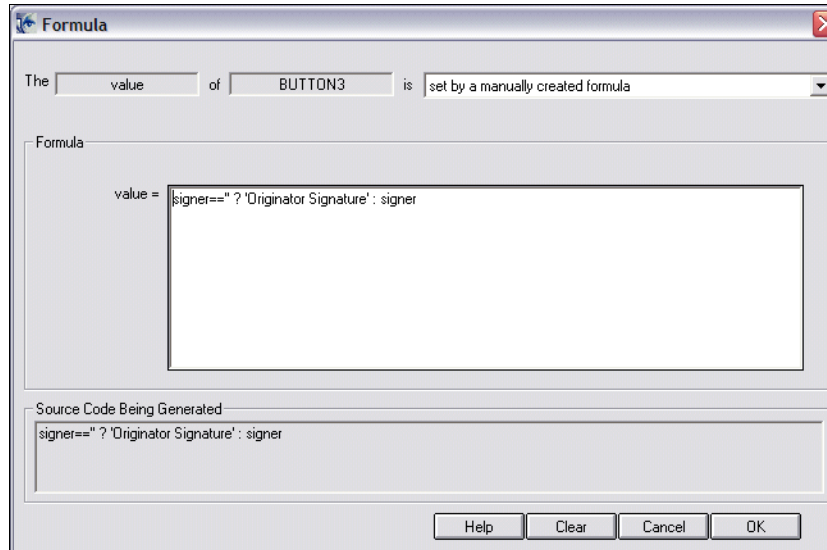 Formula
The value of BUTTON3 is set by a manually created formula
Formula
value = signer=='' ? 'Originator Signature' : signer
Source Code Being Generated
signer=='' ? 'Originator Signature' : signer
Help Clear Cancel OK